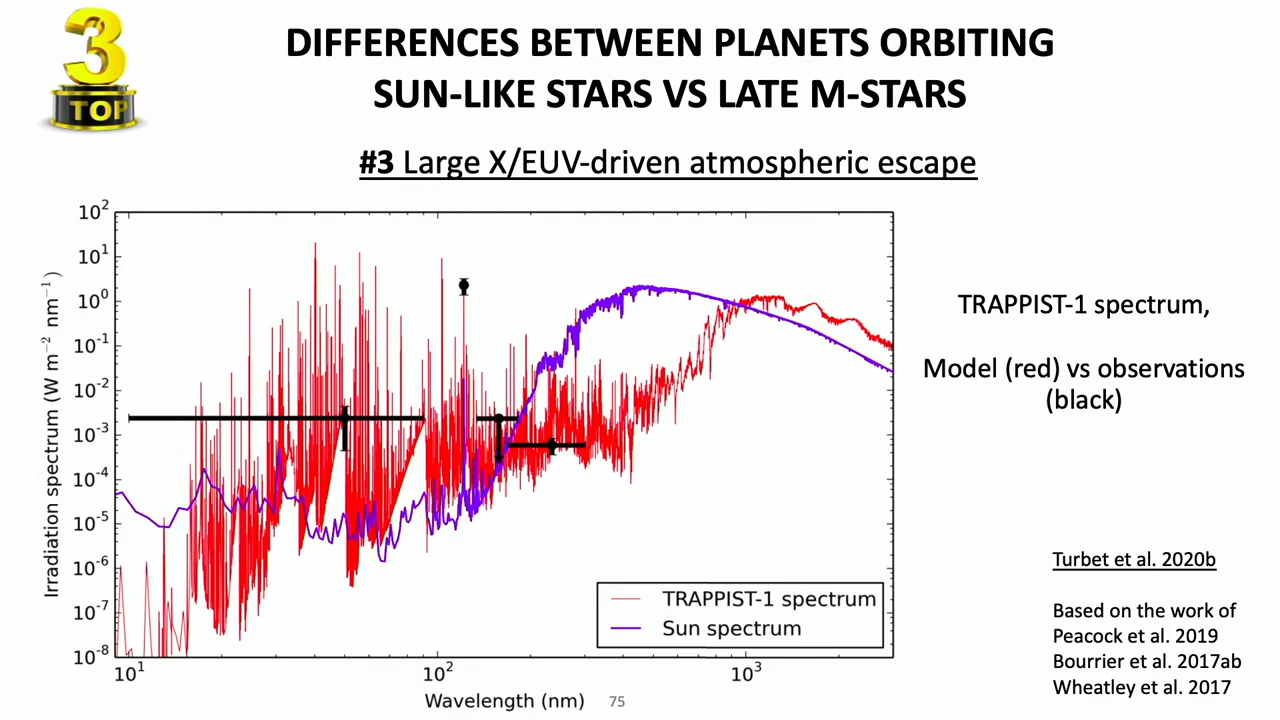 3
TOP
DIFFERENCES BETWEEN PLANETS ORBITING
SUN-LIKE STARS VS LATE M-STARS
#3 Large X/EUV-driven atmospheric escape
Irradiation spectrum (W m⁻² nm⁻¹)
10²
10¹
10⁰
10⁻¹
10⁻²
10⁻³
10⁻⁴
10⁻⁵
10⁻⁶
10⁻⁷
10⁻⁸
TRAPPIST-1 spectrum
Sun spectrum
10¹
10²
10³
Wavelength (nm)
75
TRAPPIST-1 spectrum,
Model (red) vs observations
(black)
Turbet et al. 2020b
Based on the work of
Peacock et al. 2019
Bourrier et al. 2017ab
Wheatley et al. 2017